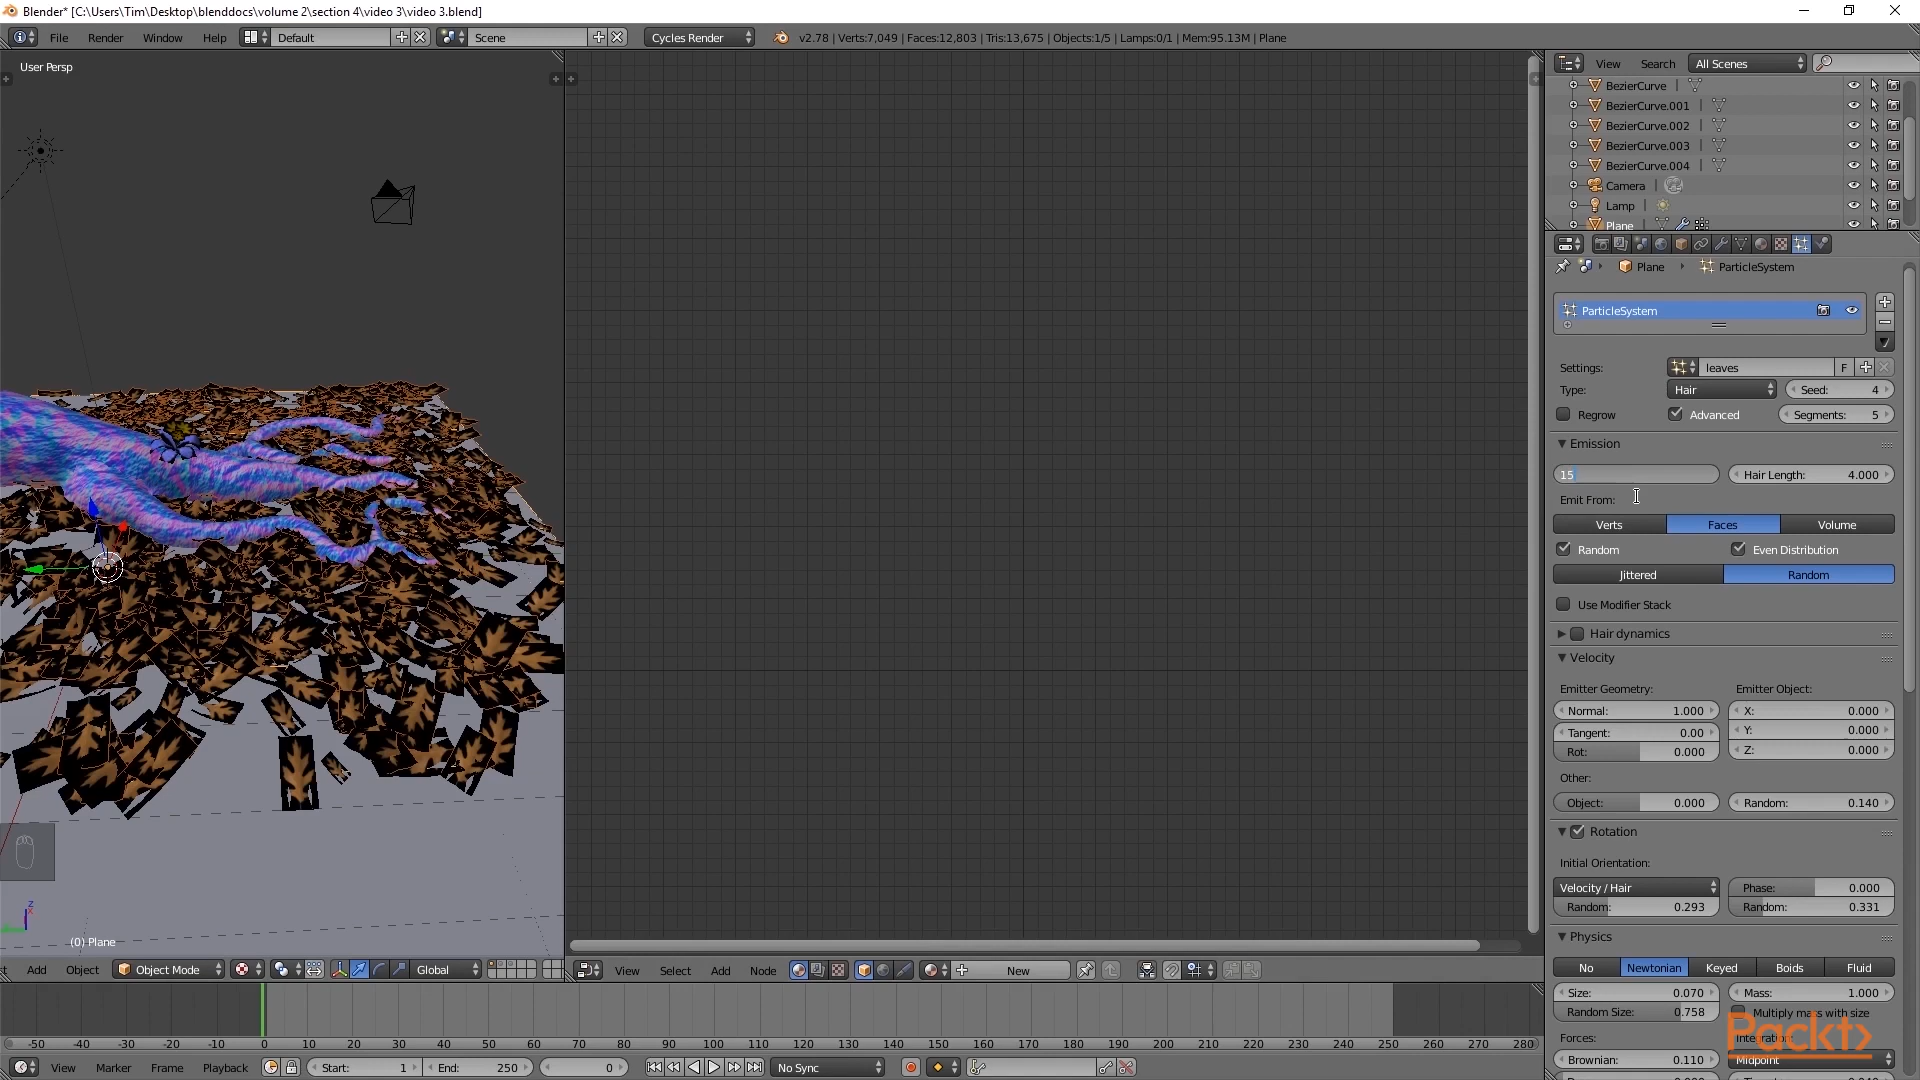 Blender* [C:\Users\Tim\Desktop\blenddocs\volume 2\section 4\video 3\video 3.blend]
File Render Window Help Default Scene Cycles Render v2.78 | Verts:7,049 | Faces:12,803 | Tris:13,675 | Objects:1/5 | Lamps:0/1 | Mem:95.13M | Plane
User Persp
(0) Plane
Add Object Object Mode Global
View Select Add Node New
View Search All Scenes
BezierCurve
BezierCurve.001
BezierCurve.002
BezierCurve.003
BezierCurve.004
Camera
Lamp
Plane
Plane ParticleSystem
ParticleSystem
Settings: leaves F
Type: Hair Seed: 4
Regrow Advanced Segments: 5
Emission
15 Hair Length: 4.000
Emit From:
Verts Faces Volume
Random Even Distribution
Jittered Random
Use Modifier Stack
Hair dynamics
Velocity
Emitter Geometry: Emitter Object:
Normal: 1.000 X: 0.000
Tangent: 0.00 Y: 0.000
Rot: 0.000 Z: 0.000
Other:
Object: 0.000 Random: 0.140
Rotation
Initial Orientation:
Velocity / Hair Phase: 0.000
Random: 0.293 Random: 0.331
Physics
No Newtonian Keyed Boids Fluid
Size: 0.070 Mass: 1.000
Random Size: 0.758 Multiply mass with size
Forces:
Brownian: 0.110 Midpoint
Packt>
-50 -40 -30 -20 -10 0 10 20 30 40 50 60 70 80 90 100 110 120 130 140 150 160 170 180 190 200 210 220 230 240 250 260 270 280
View Marker Frame Playback Start: 1 End: 250 0 No Sync